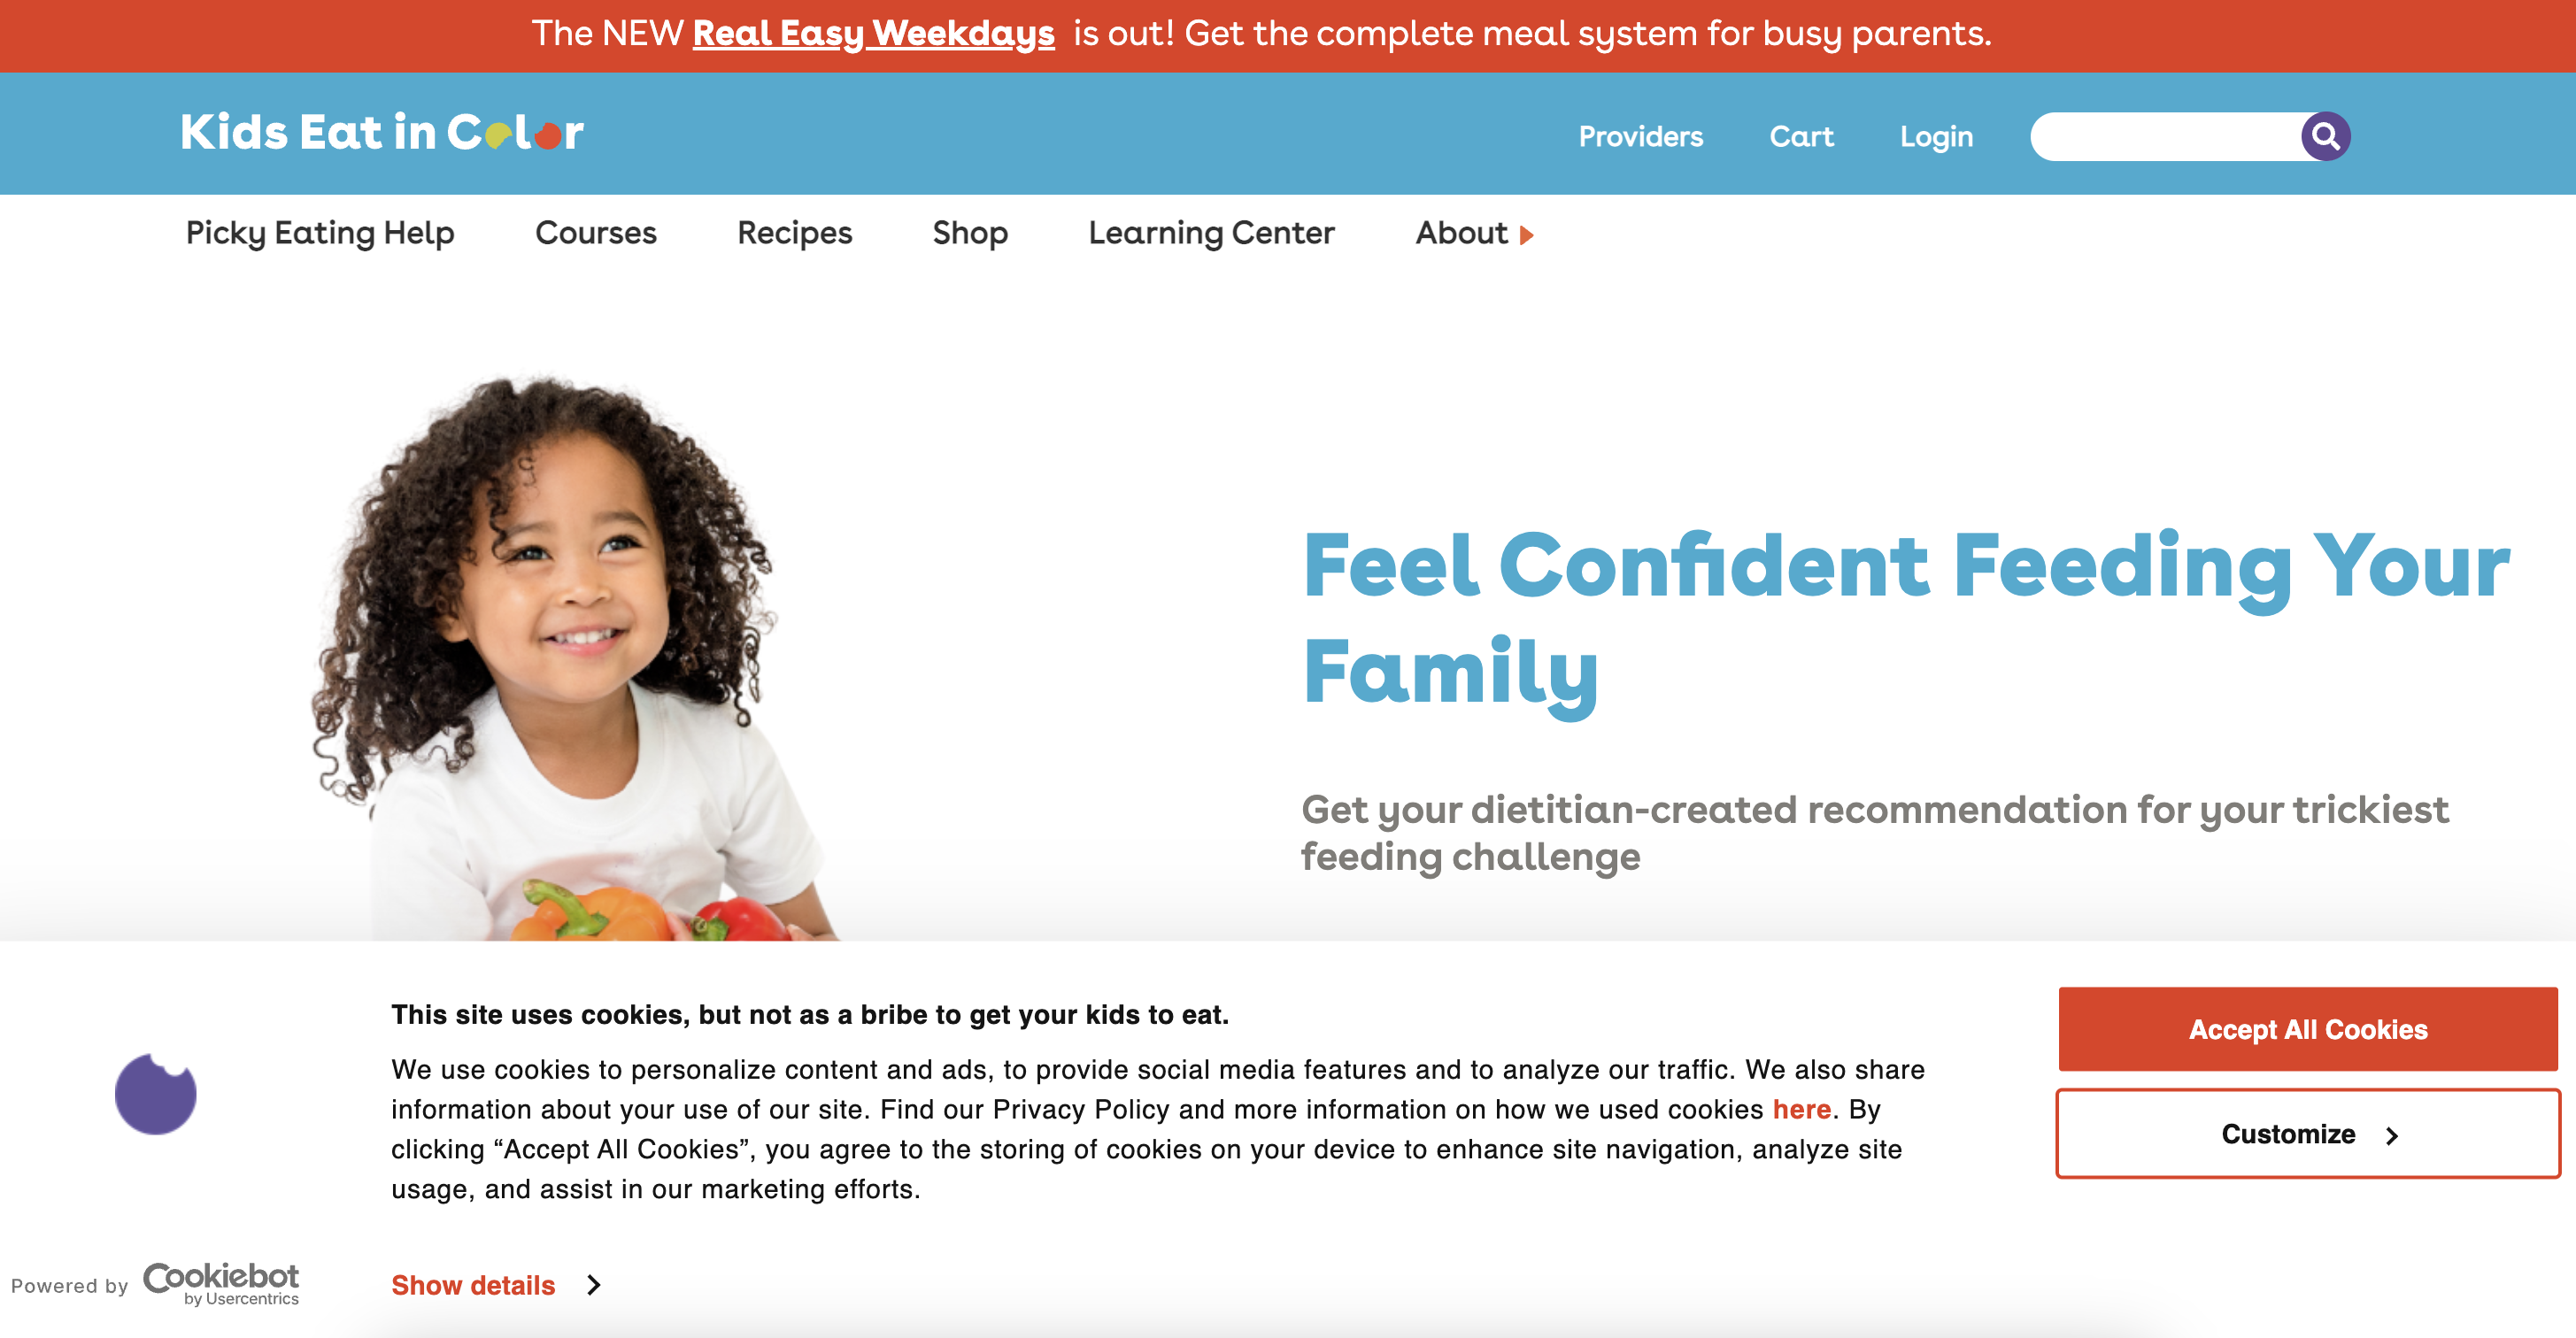 The NEW Real Easy Weekdays is out! Get the complete meal system for busy parents.
Kids Eat in Color
Providers
Cart
Login
Picky Eating Help
Courses
Recipes
Shop
Learning Center
About
Feel Confident Feeding Your
Family
Get your dietitian-created recommendation for your trickiest
feeding challenge
This site uses cookies, but not as a bribe to get your kids to eat.
We use cookies to personalize content and ads, to provide social media features and to analyze our traffic. We also share
information about your use of our site. Find our Privacy Policy and more information on how we used cookies here. By
clicking “Accept All Cookies”, you agree to the storing of cookies on your device to enhance site navigation, analyze site
usage, and assist in our marketing efforts.
Accept All Cookies
Customize
Powered by Cookiebot
by Usercentrics
Show details